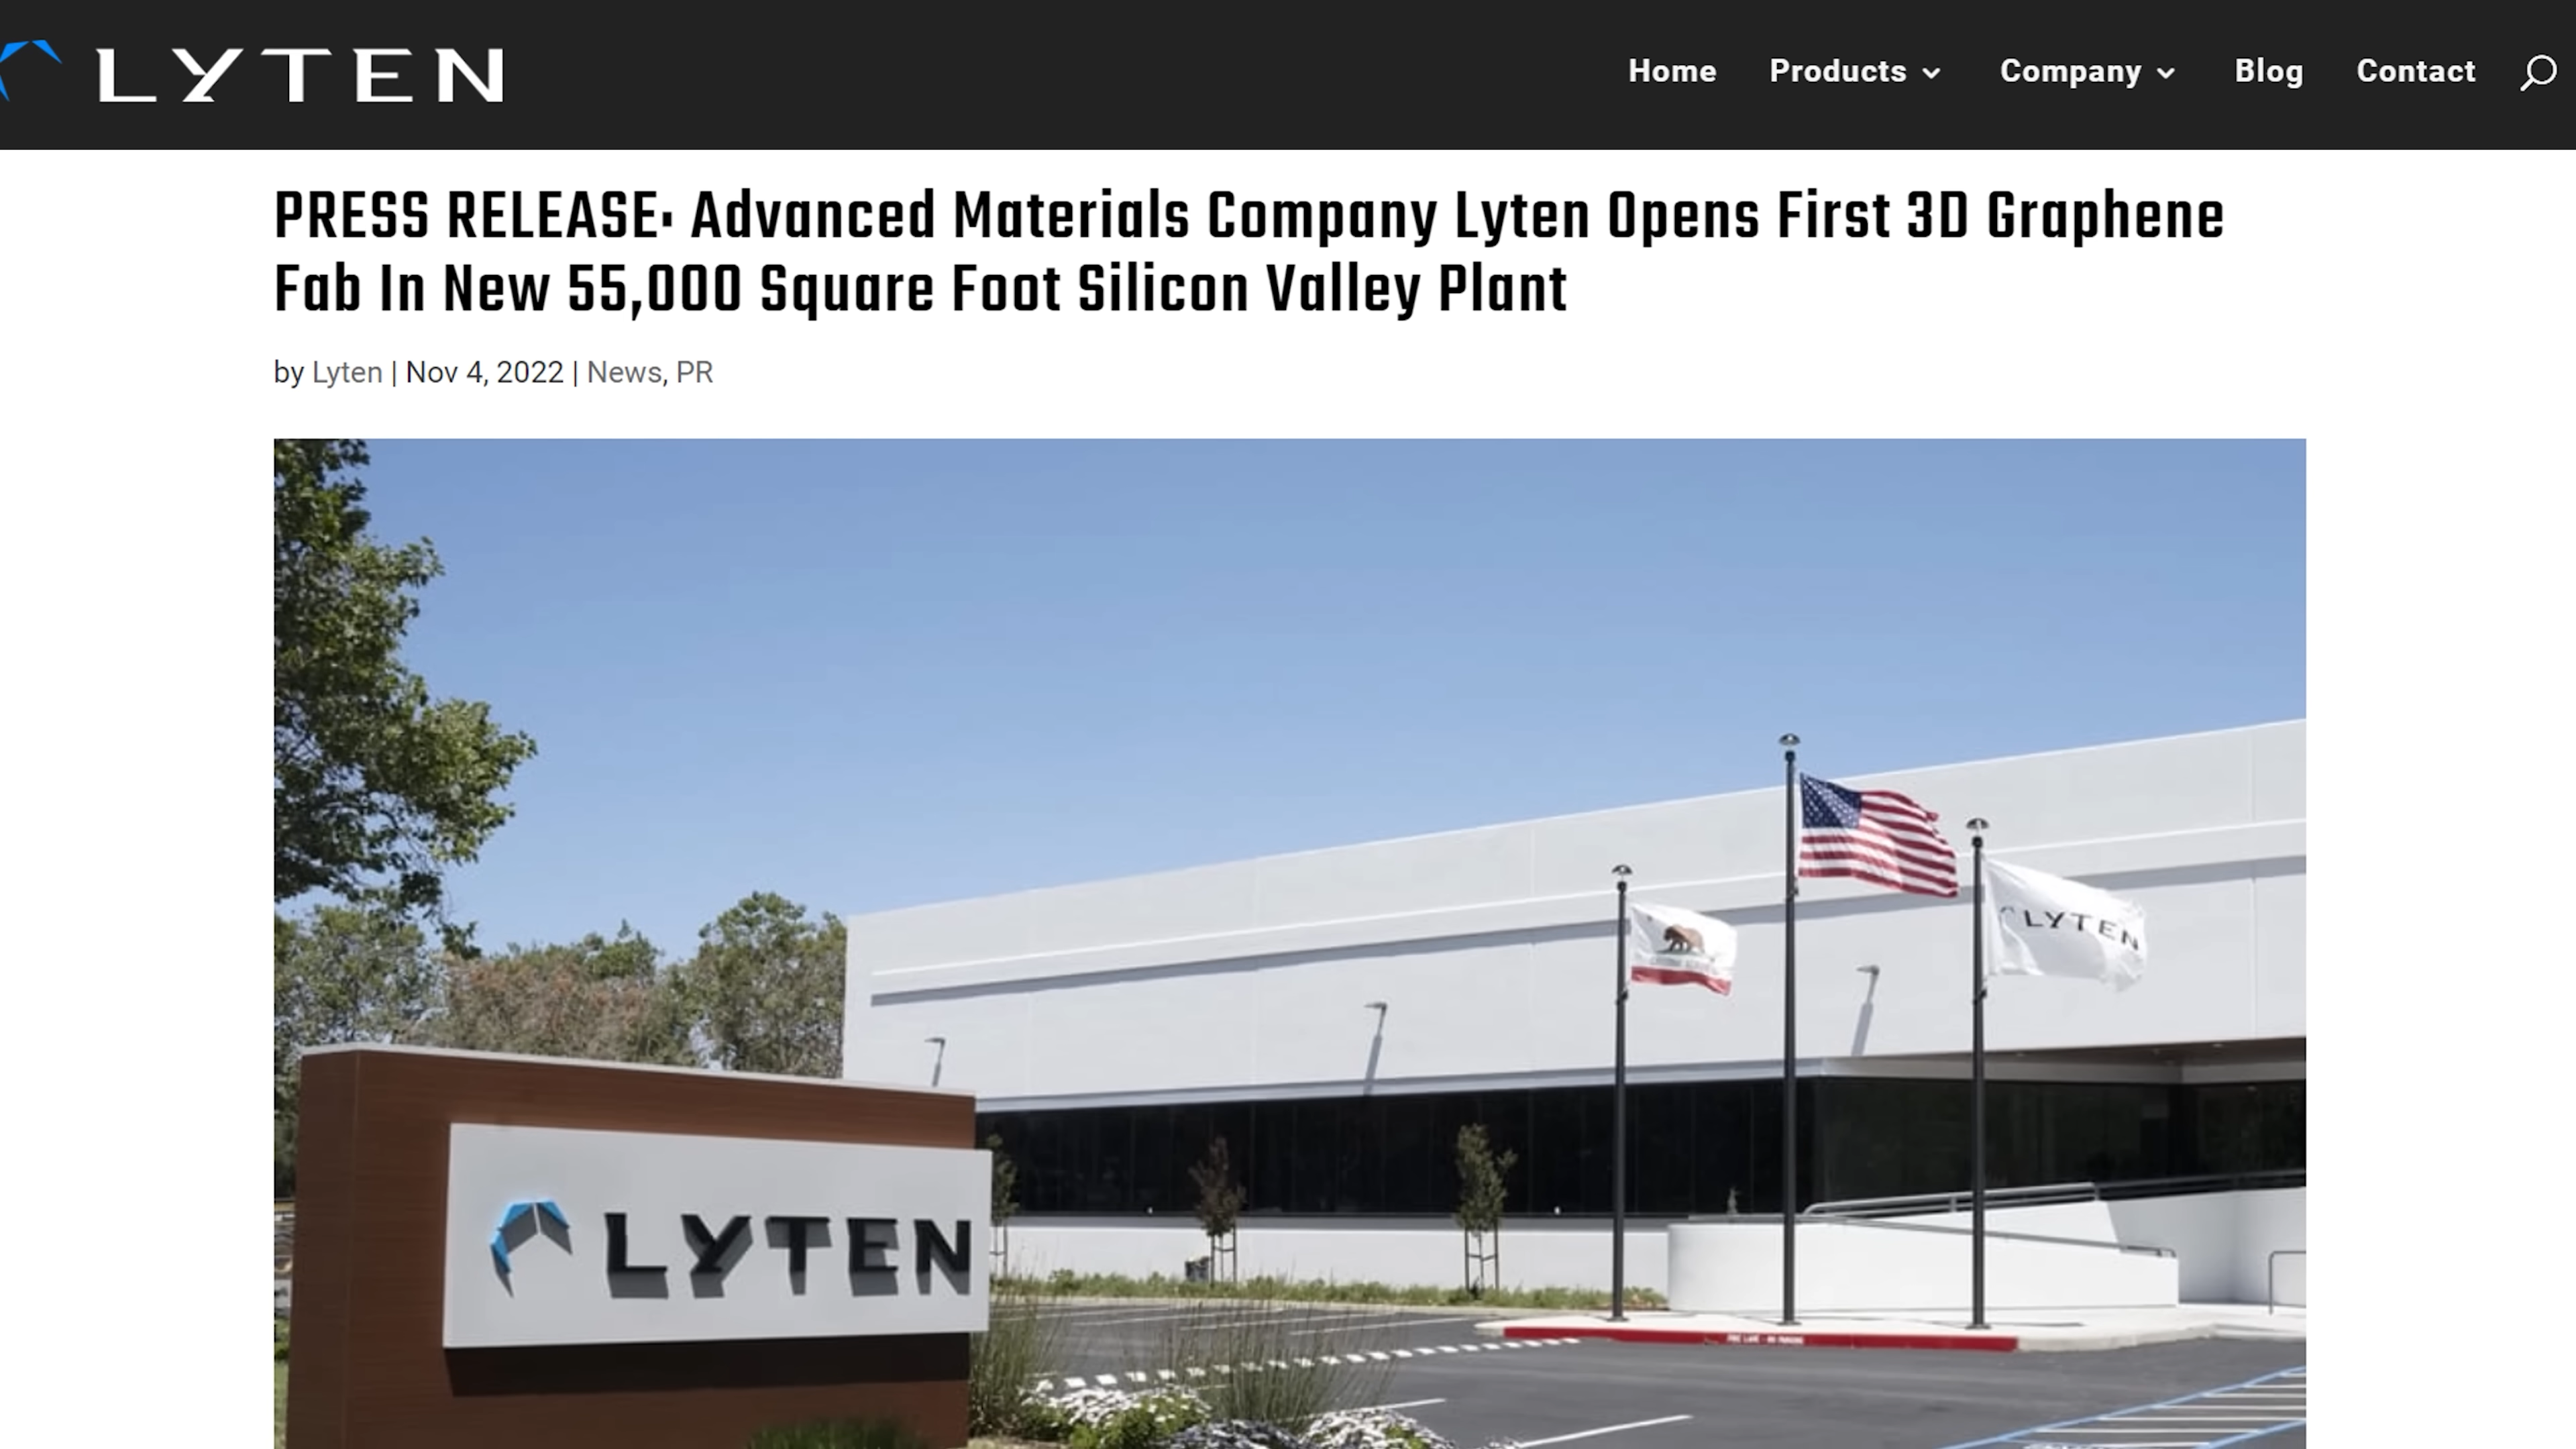 LYTEN
Home Products Company Blog Contact
PRESS RELEASE: Advanced Materials Company Lyten Opens First 3D Graphene
Fab In New 55,000 Square Foot Silicon Valley Plant
by Lyten | Nov 4, 2022 | News, PR
LYTEN
LYTEN